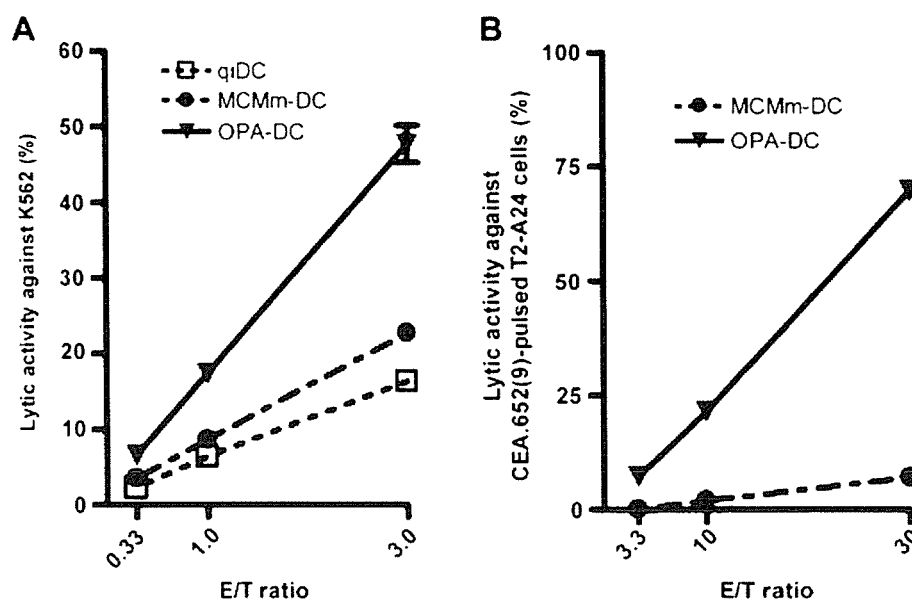 A
60
50
40
30
20
10
0
Lytic activity against K562 (%)
qiDC
MCMm-DC
OPA-DC
0.33
1.0
3.0
E/T ratio
B
100
75
50
25
0
Lytic activity against
CEA.652(9)-pulsed T2-A24 cells (%)
MCMm-DC
OPA-DC
3.3
10
30
E/T ratio